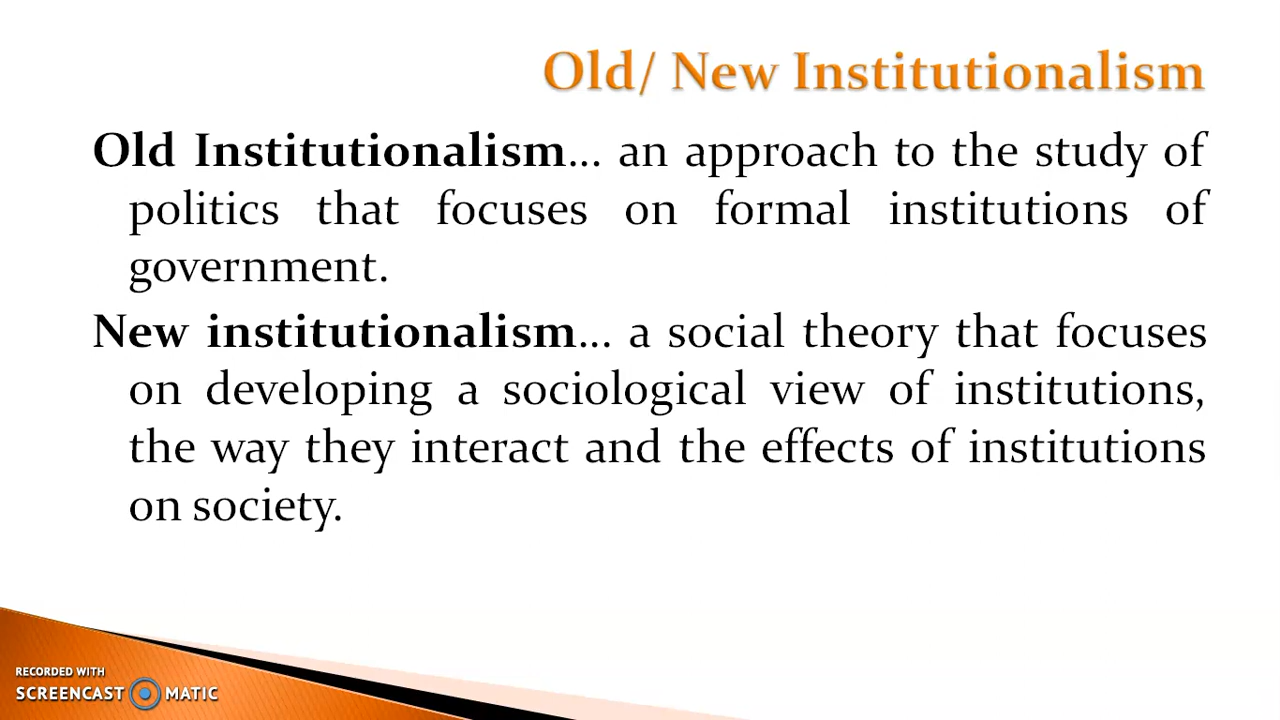 Old/ New Institutionalism
Old Institutionalism... an approach to the study of
politics that focuses on formal institutions of
government.
New institutionalism... a social theory that focuses
on developing a sociological view of institutions,
the way they interact and the effects of institutions
on society.
RECORDED WITH
SCREENCAST MATIC